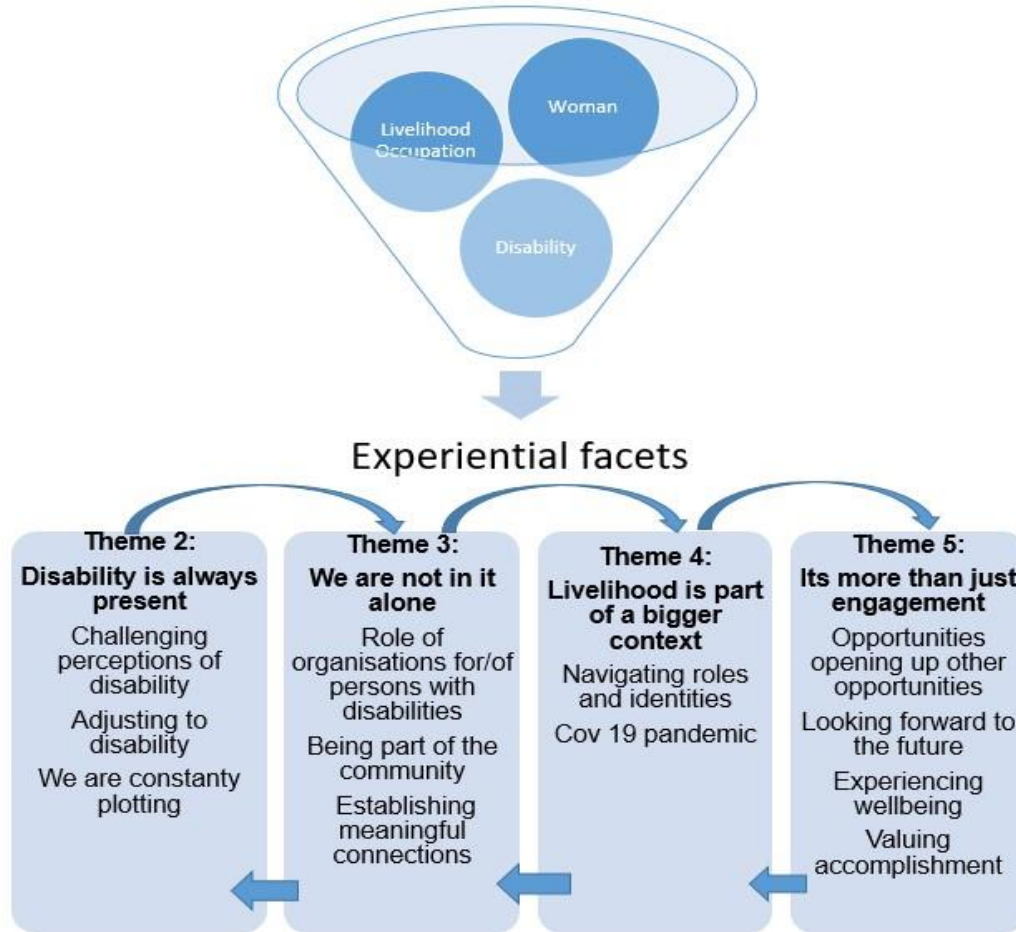 Woman
Livelihood
Occupation
Disability
Experiential facets
Theme 2:
Disability is always
present
Challenging
perceptions of
disability
Adjusting to
disability
We are constanty
plotting
Theme 3:
We are not in it
alone
Role of
organisations for/of
persons with
disabilities
Being part of the
community
Establishing
meaningful
connections
Theme 4:
Livelihood is part
of a bigger
context
Navigating roles
and identities
Cov 19 pandemic
Theme 5:
Its more than just
engagement
Opportunities
opening up other
opportunities
Looking forward to
the future
Experiencing
wellbeing
Valuing
accomplishment